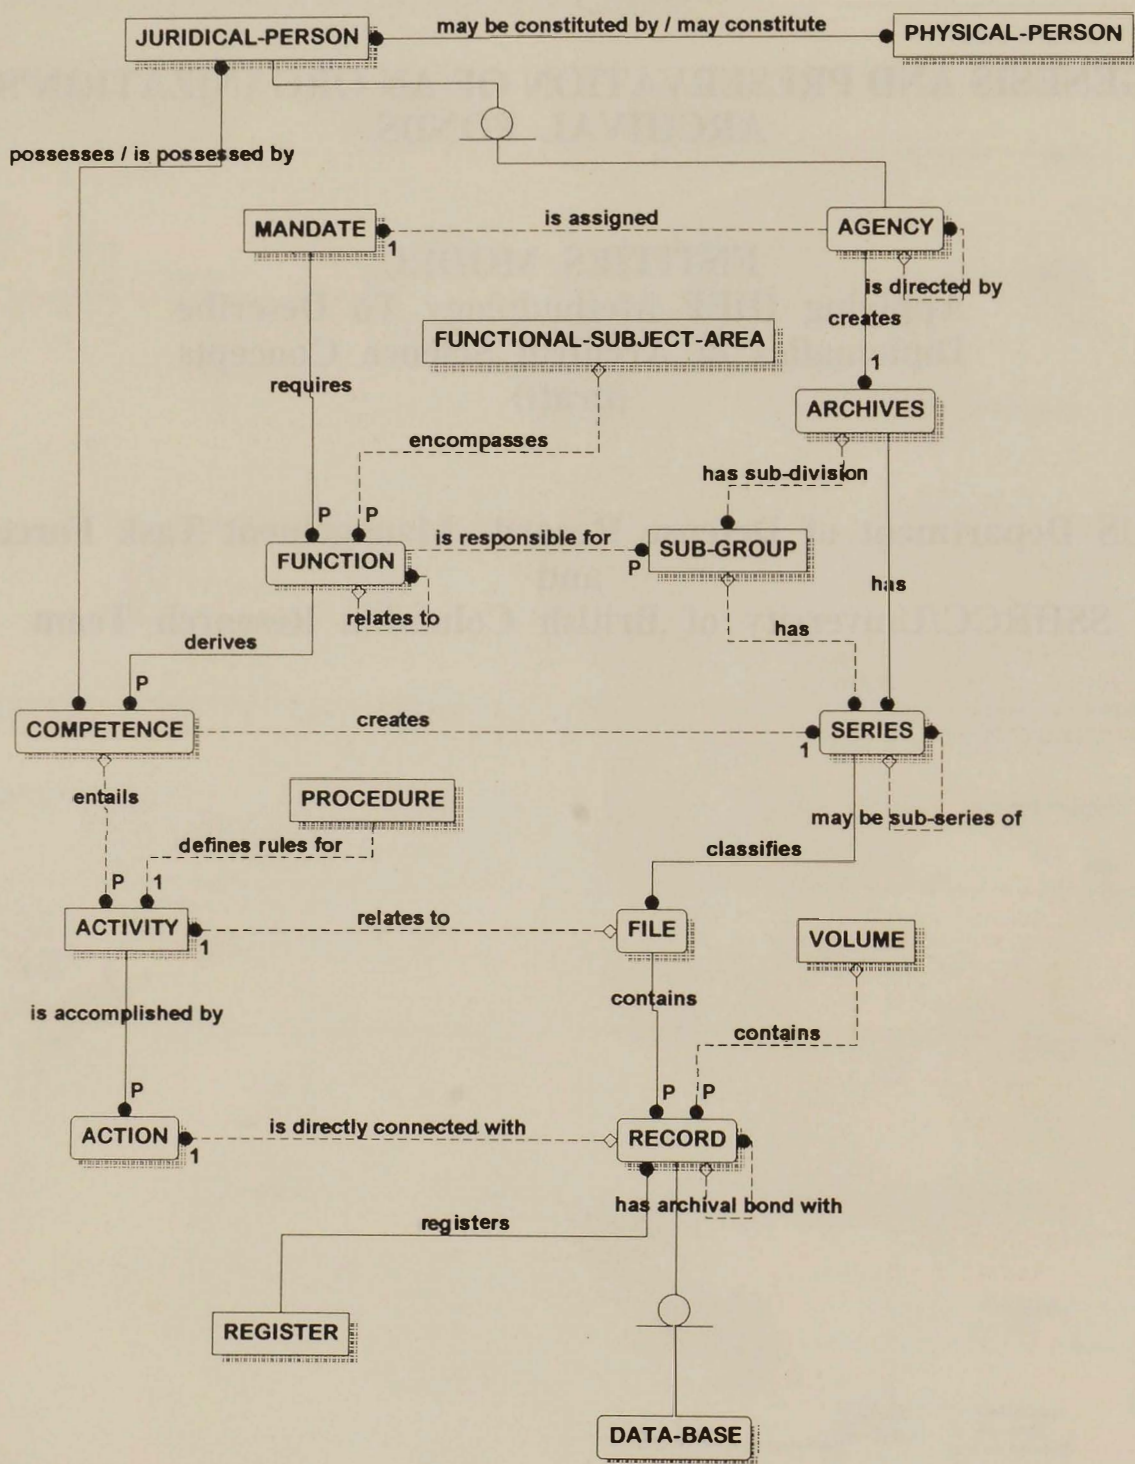 JURIDICAL-PERSON
may be constituted by / may constitute
PHYSICAL-PERSON
possesses / is possessed by
MANDATE
1
is assigned
AGENCY
is directed by
creates
1
FUNCTIONAL-SUBJECT-AREA
requires
ARCHIVES
encompasses
has sub-division
P
P
FUNCTION
is responsible for
P
SUB-GROUP
relates to
has
derives
has
P
COMPETENCE
creates
1
SERIES
entails
PROCEDURE
may be sub-series of
defines rules for
classifies
P
1
ACTIVITY
1
relates to
FILE
VOLUME
is accomplished by
contains
contains
P
P
P
ACTION
1
is directly connected with
RECORD
has archival bond with
registers
REGISTER
DATA-BASE